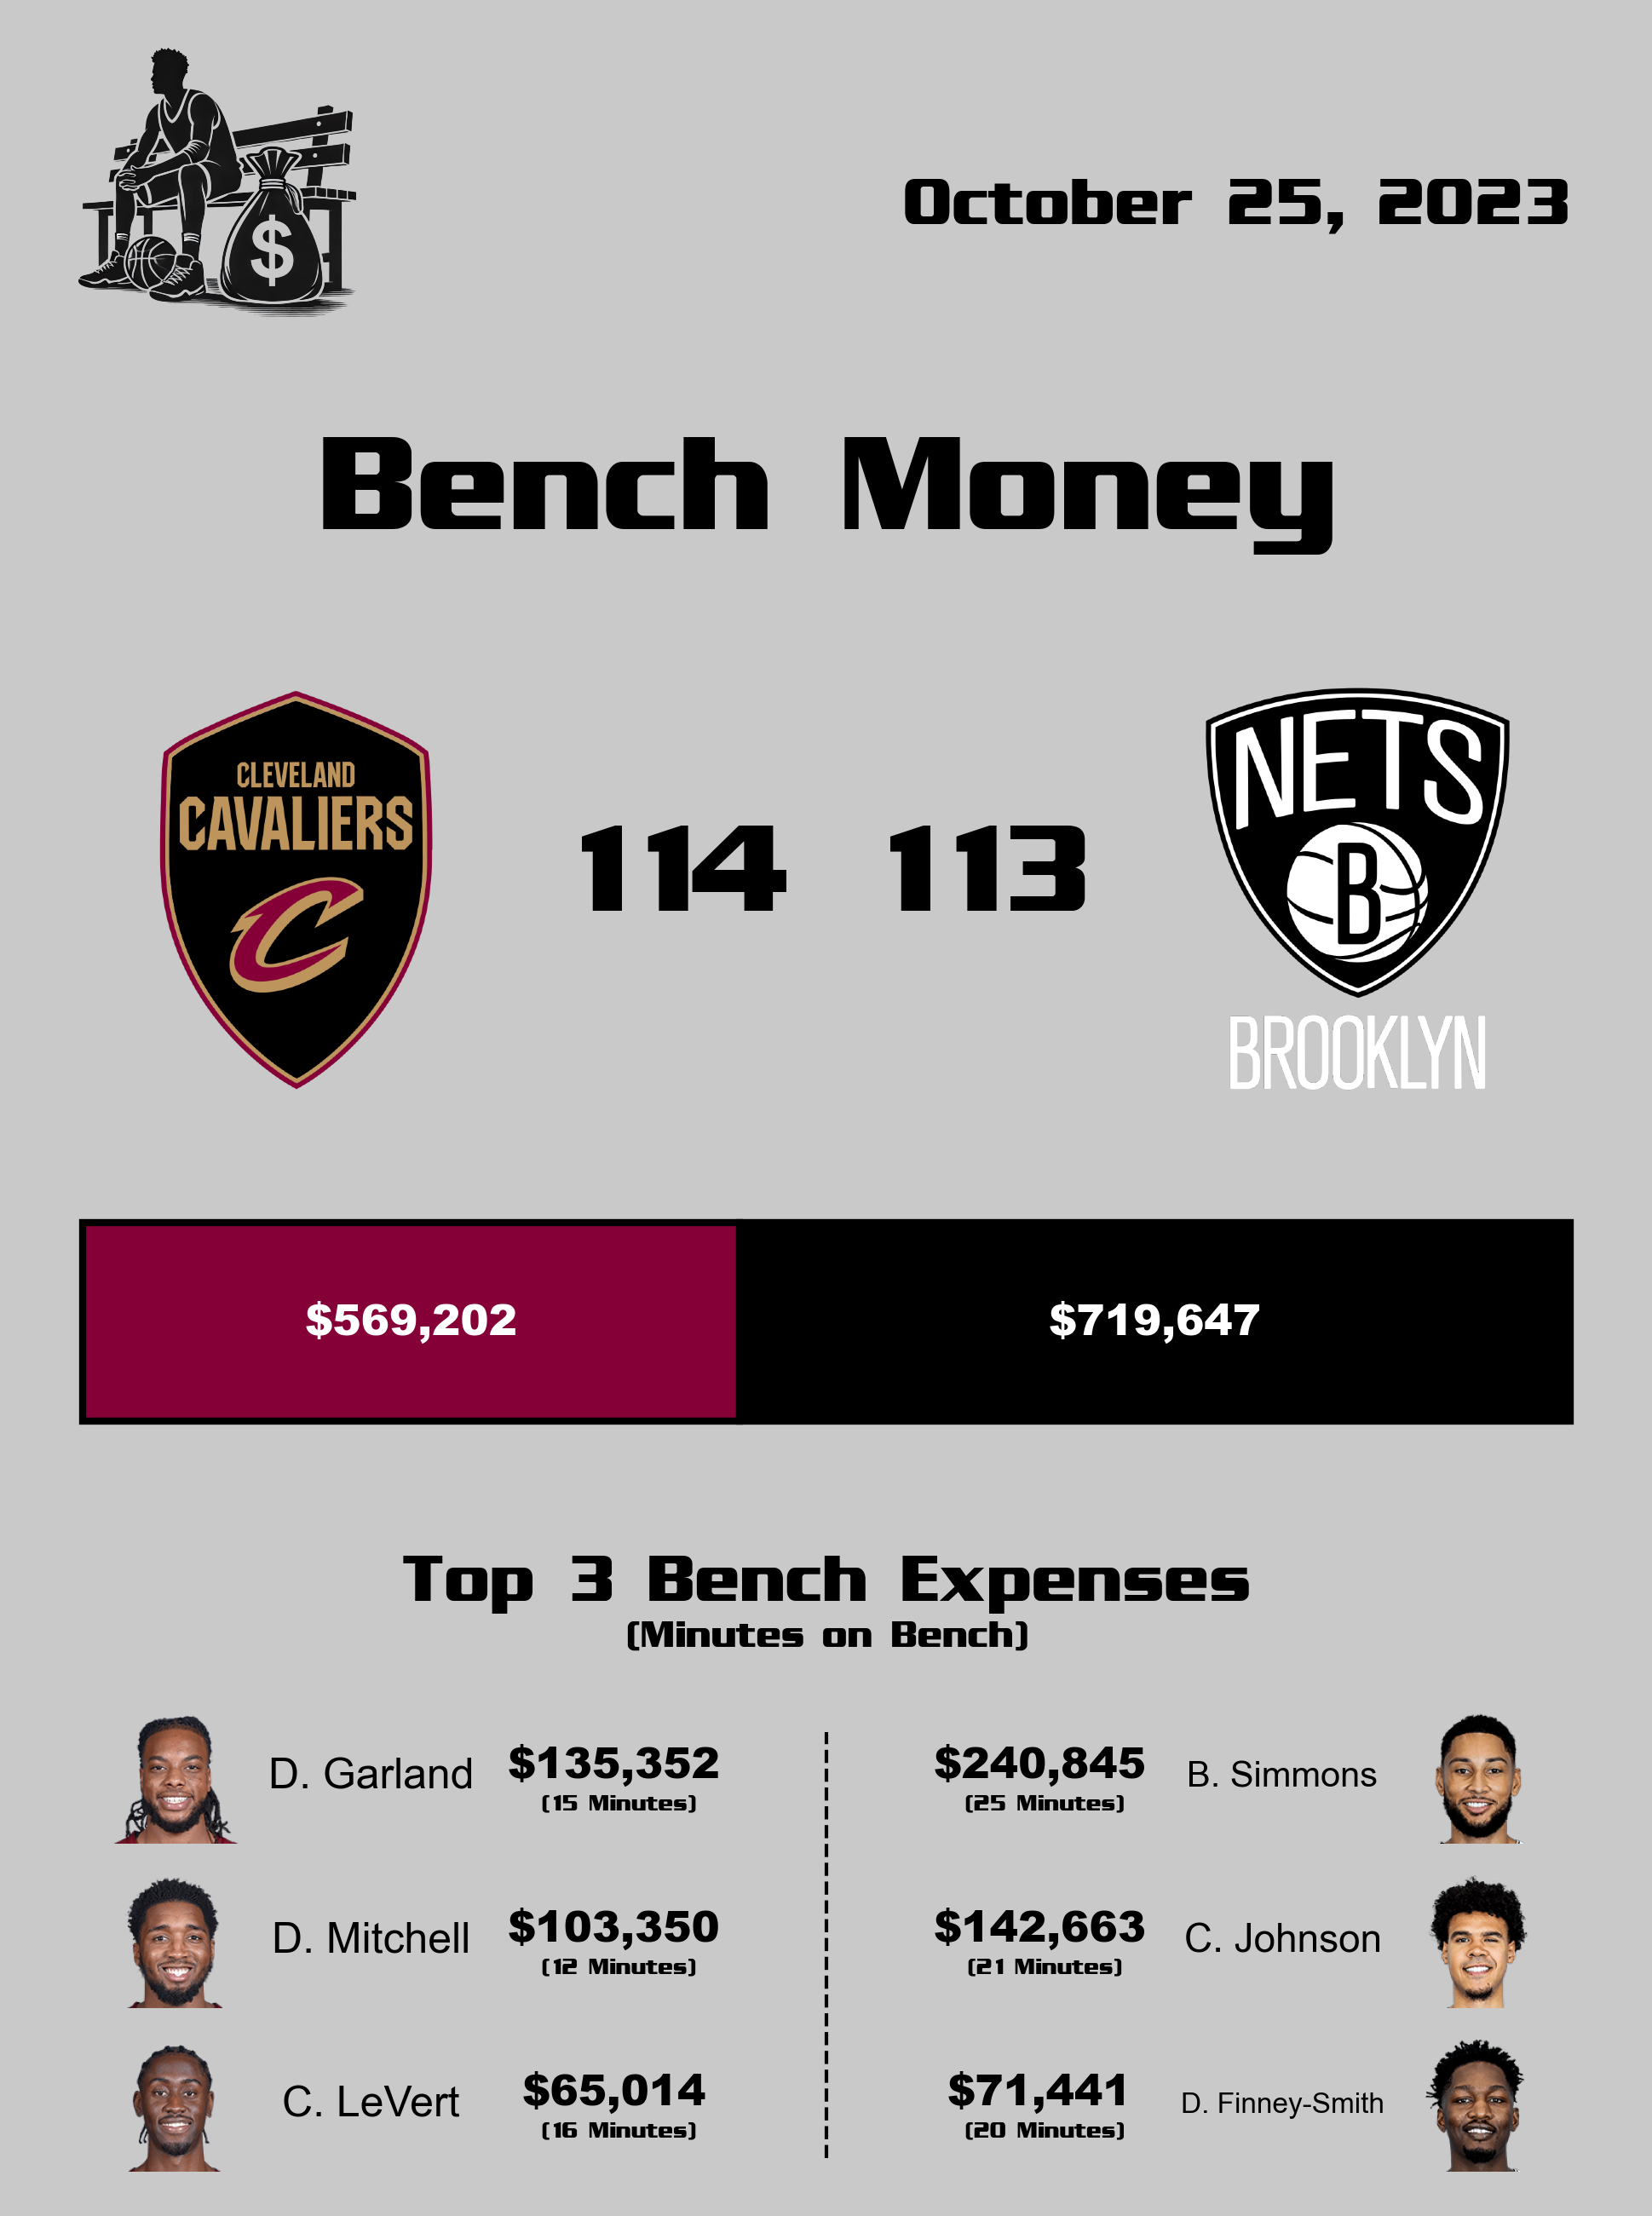 October 25, 2023
$
Bench Money
CLEVELAND
CAVALIERS
C
114 113
NETS
B
BROOKLYN
$569,202 $719,647
Top 3 Bench Expenses
(Minutes on Bench)
D. Garland $135,352 $240,845 B. Simmons
(15 Minutes) (25 Minutes)
D. Mitchell $103,350 $142,663 C. Johnson
(12 Minutes) (21 Minutes)
C. LeVert $65,014 $71,441 D. Finney-Smith
(16 Minutes) (20 Minutes)